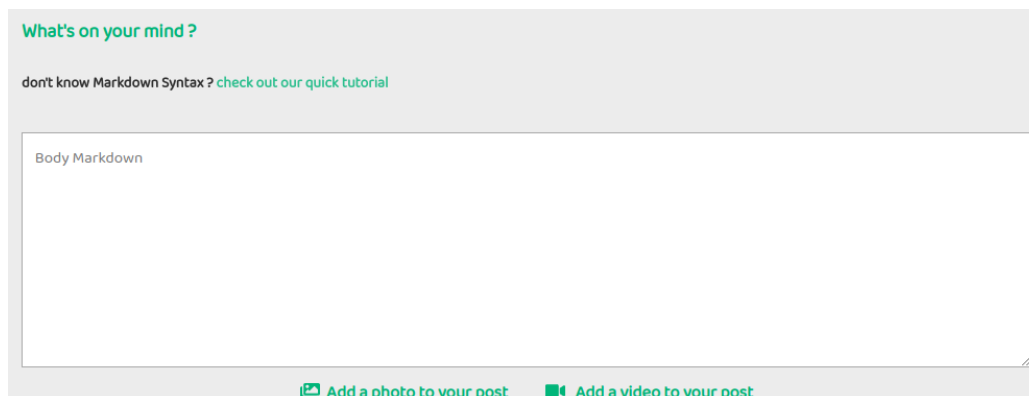 What's on your mind ?
don't know Markdown Syntax ? check out our quick tutorial
Body Markdown
Add a photo to your post Add a video to your post